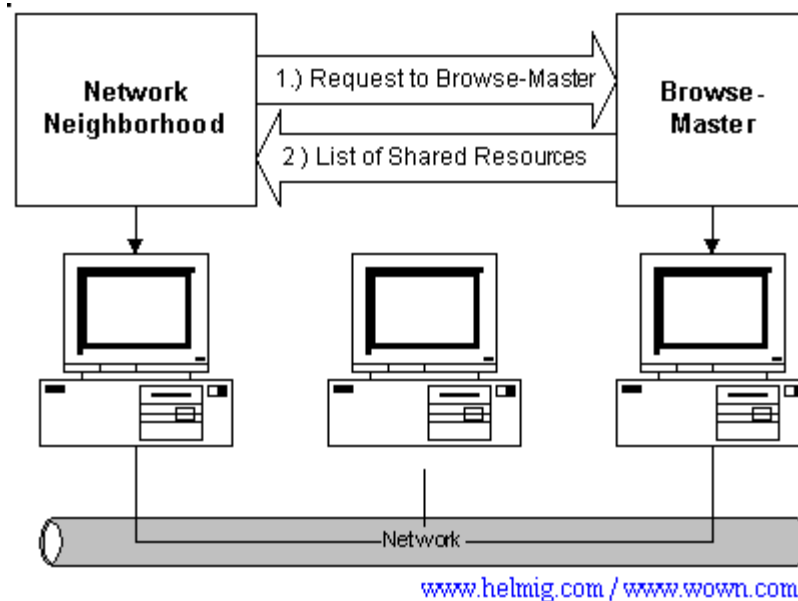 Network
Neighborhood
1.) Request to Browse-Master
2 ) List of Shared Resources
Browse-
Master
Network
www.helmig.com / www.wown.com